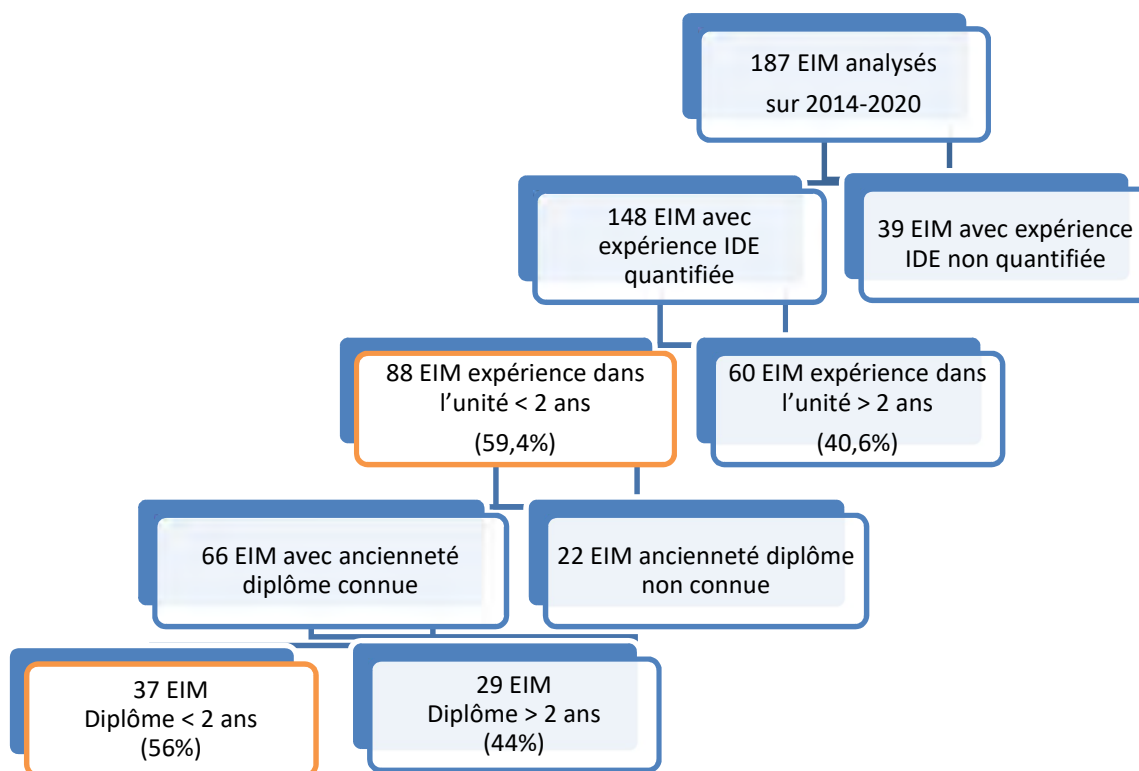 187 EIM analysés
sur 2014-2020
148 EIM avec
expérience IDE
quantifiée
39 EIM avec expérience
IDE non quantifiée
88 EIM expérience dans
l’unité < 2 ans
(59,4%)
60 EIM expérience dans
l’unité > 2 ans
(40,6%)
66 EIM avec ancienneté
diplôme connue
22 EIM ancienneté diplôme
non connue
37 EIM
Diplôme < 2 ans
(56%)
29 EIM
Diplôme > 2 ans
(44%)